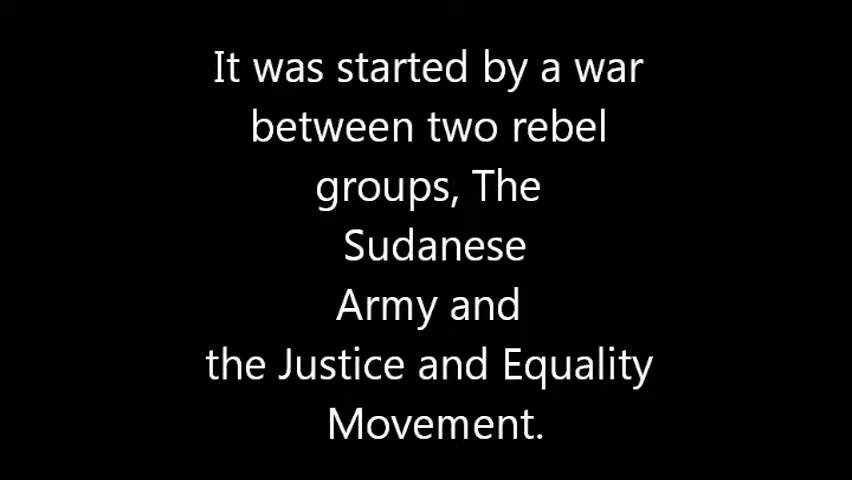 It was started by a war
between two rebel
groups, The
Sudanese
Army and
the Justice and Equality
Movement.